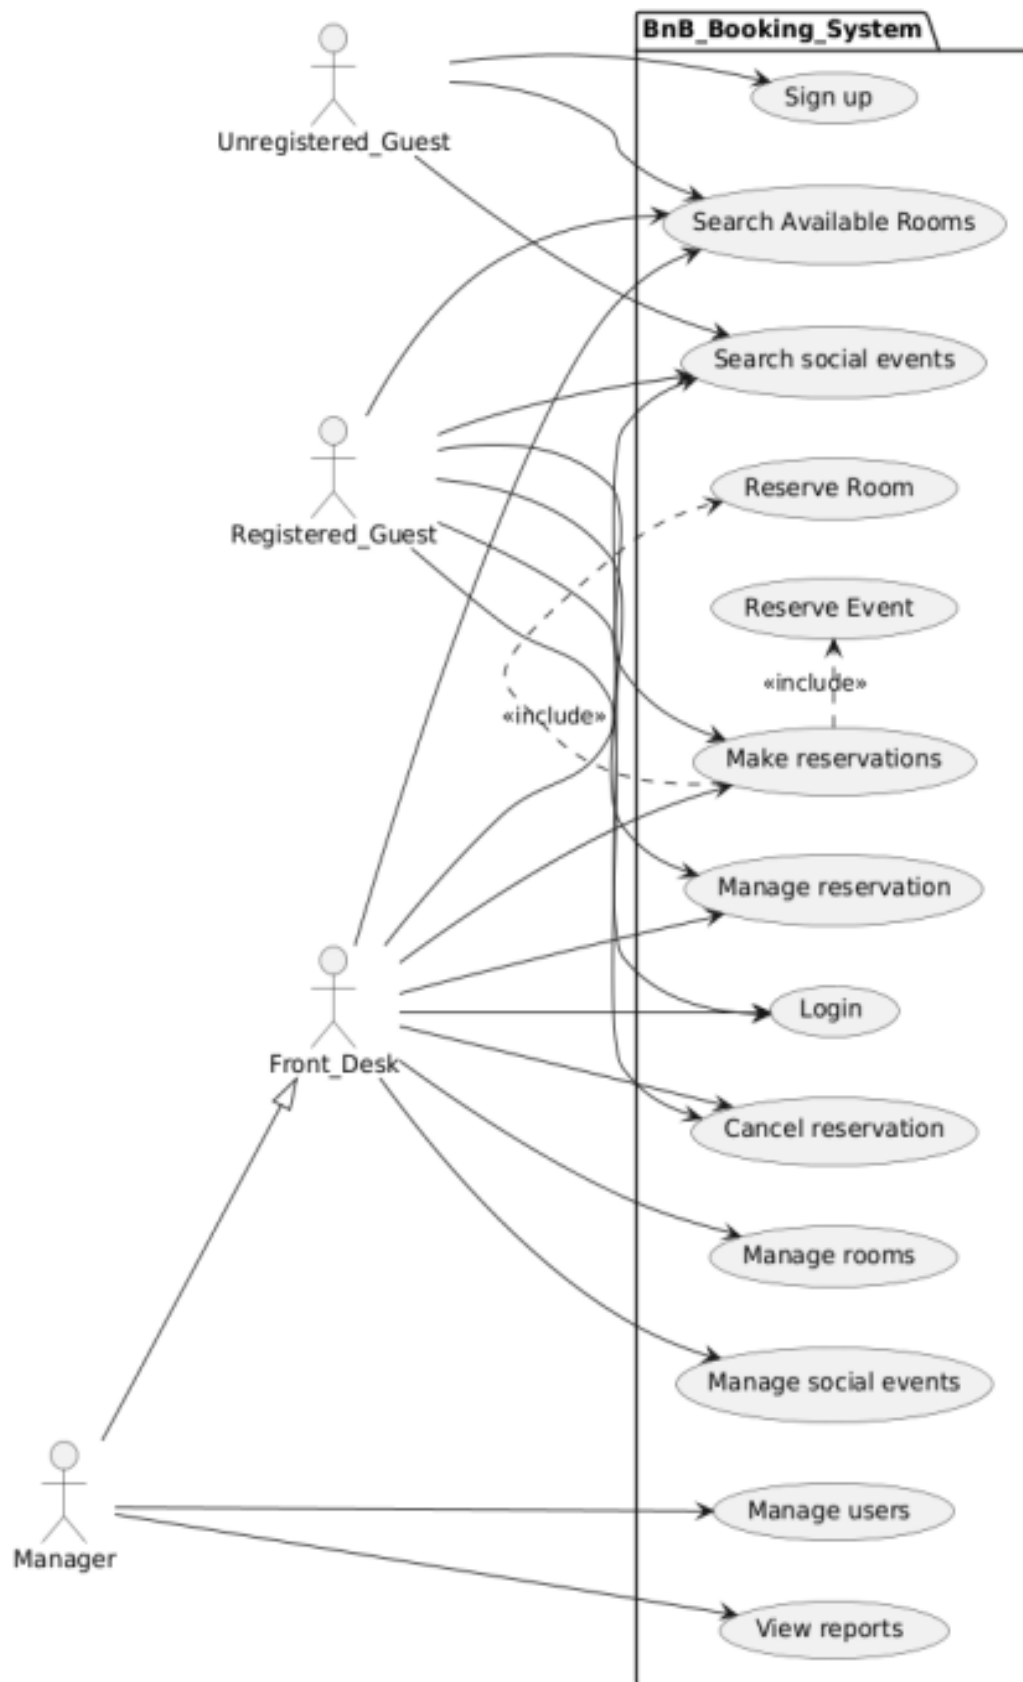 BnB_Booking_System
Sign up
Unregistered_Guest
Search Available Rooms
Search social events
Reserve Room
Registered_Guest
Reserve Event
«include»
«include»
Make reservations
Manage reservation
Login
Front_Desk
Cancel reservation
Manage rooms
Manage social events
Manage users
Manager
View reports